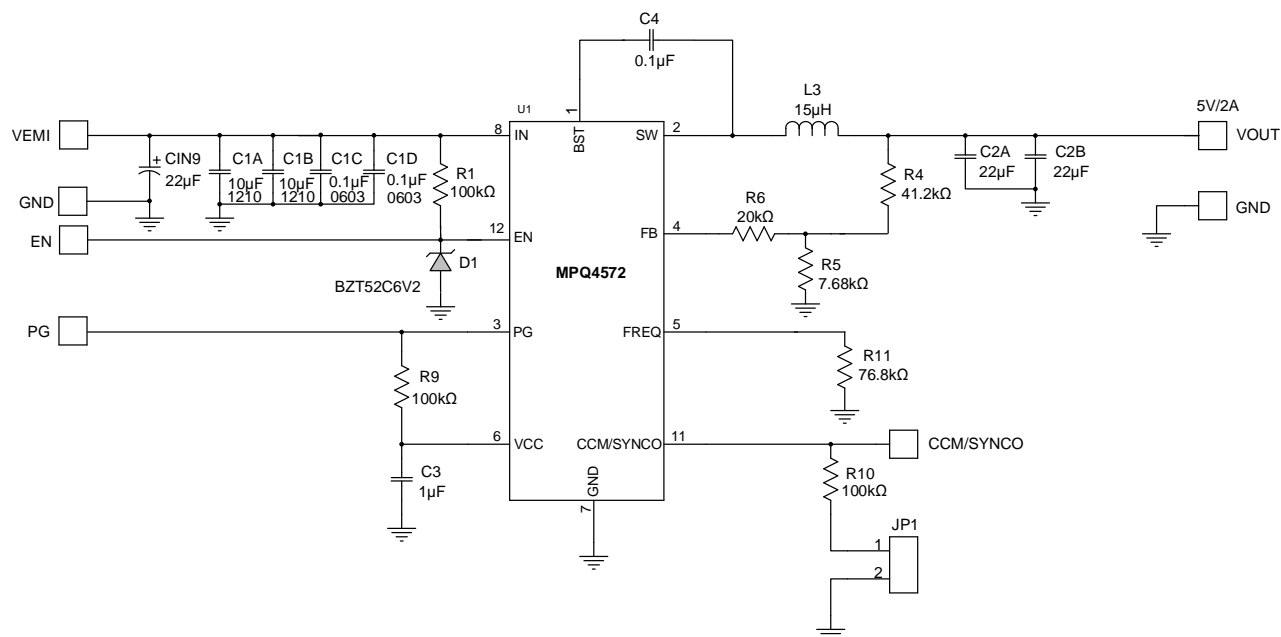 C4
0.1µF
L3
15µH
5V/2A
U1
1
VEMI
8
IN
BST
SW
2
VOUT
+
CIN9
22µF
C1A
10µF
1210
C1B
10µF
1210
C1C
0.1µF
0603
C1D
0.1µF
0603
R1
100kΩ
R4
41.2kΩ
C2A
22µF
C2B
22µF
GND
GND
EN
12
EN
FB
4
R6
20kΩ
R5
7.68kΩ
D1
BZT52C6V2
MPQ4572
PG
3
PG
FREQ
5
R11
76.8kΩ
R9
100kΩ
6
VCC
CCM/SYNCO
11
CCM/SYNCO
C3
1µF
GND
7
R10
100kΩ
JP1
1
2